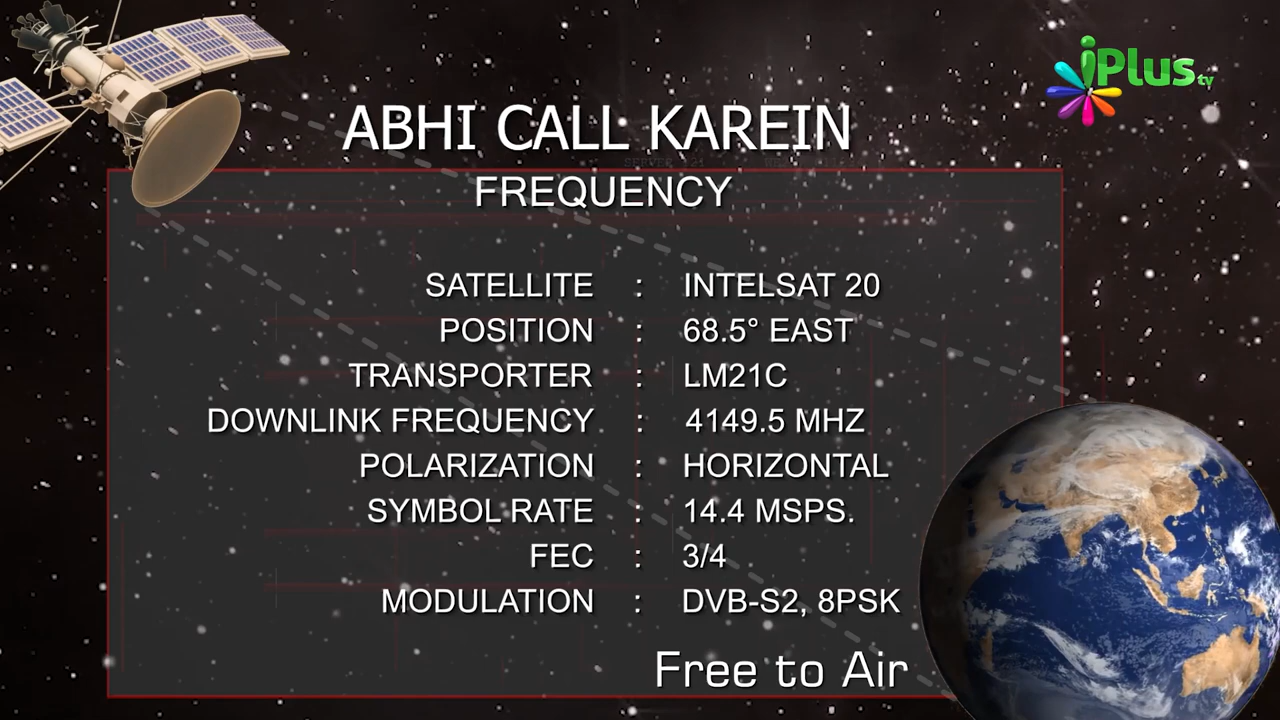 iPlus tv
ABHI CALL KAREIN
FREQUENCY
SATELLITE : INTELSAT 20
POSITION : 68.5° EAST
TRANSPORTER : LM21C
DOWNLINK FREQUENCY : 4149.5 MHZ
POLARIZATION : HORIZONTAL
SYMBOL RATE : 14.4 MSPS.
FEC : 3/4
MODULATION : DVB-S2, 8PSK
Free to Air